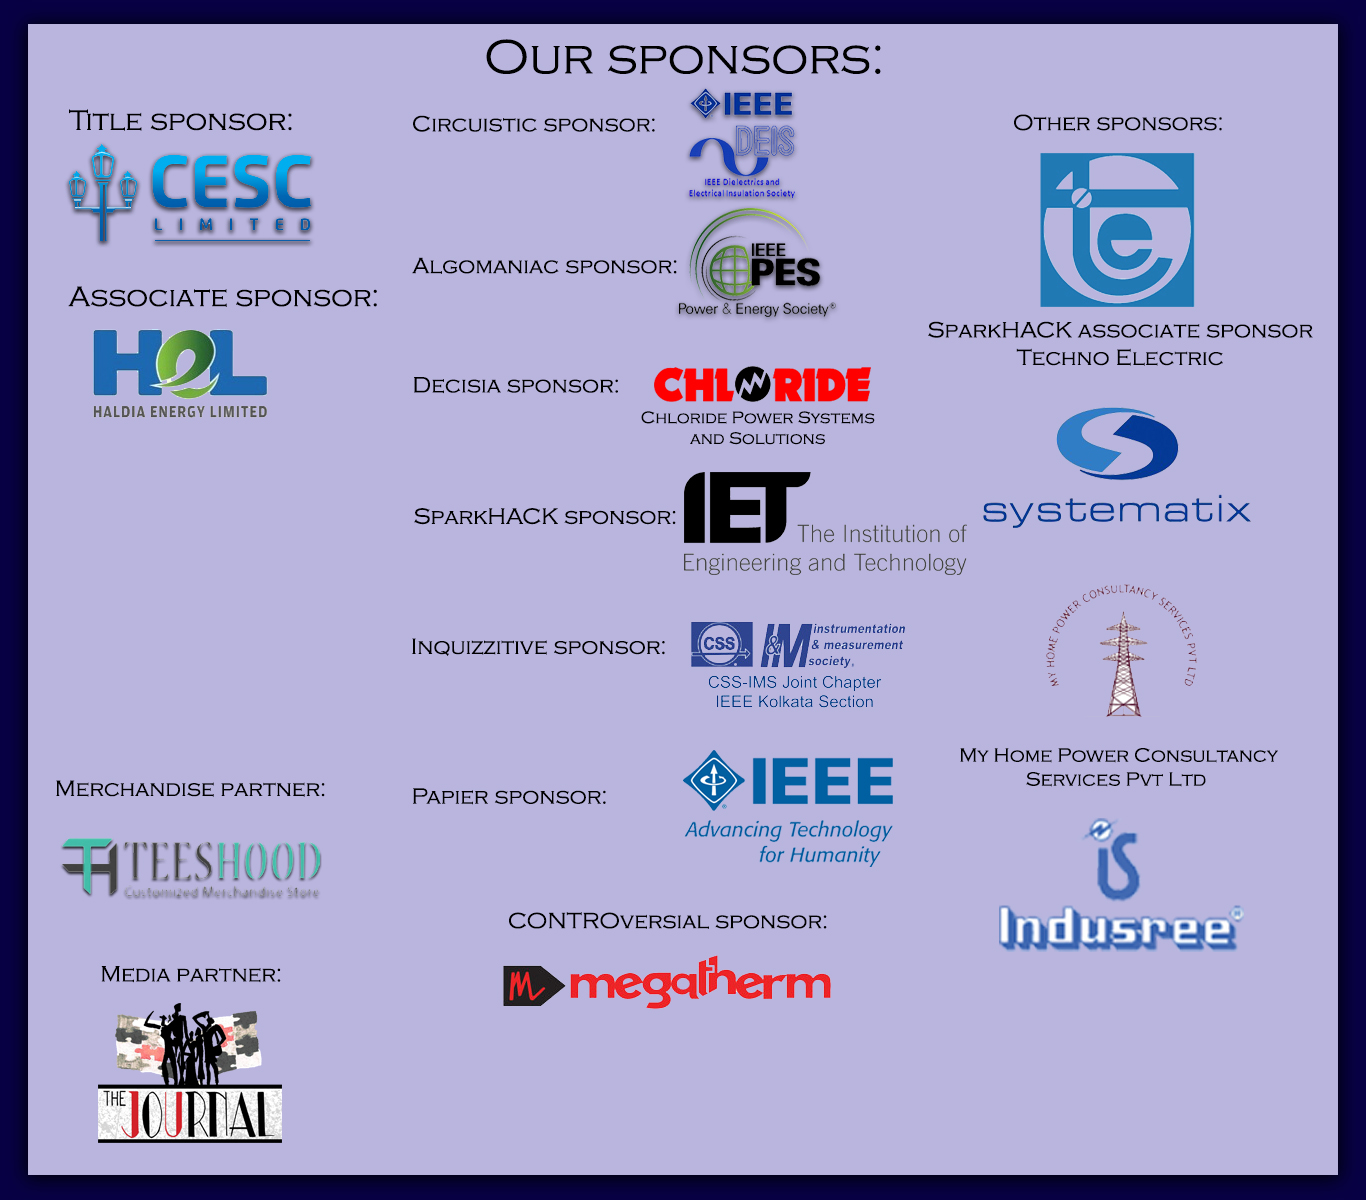 Our sponsors:
Title sponsor:
CESC
LIMITED
Associate sponsor:
HeL
HALDIA ENERGY LIMITED
Merchandise partner:
TH TEESHOOD
Customized Merchandise Store
Media partner:
THE
JOURNAL
Circuistic sponsor:
IEEE
DEIS
IEEE Dielectrics and
Electrical Insulation Society
Algomaniac sponsor:
IEEE
PES
Power & Energy Society®
Decisia sponsor:
CHLORIDE
Chloride Power Systems
and Solutions
SparkHACK sponsor:
IET
The Institution of
Engineering and Technology
Inquizzitive sponsor:
CSS I&M instrumentation
& measurement
society®
CSS-IMS Joint Chapter
IEEE Kolkata Section
Papier sponsor:
IEEE
Advancing Technology
for Humanity
CONTROversial sponsor:
M megatherm
Other sponsors:
te
SparkHACK associate sponsor
Techno Electric
systematix
MY HOME POWER CONSULTANCY SERVICES PVT LTD
My Home Power Consultancy
Services Pvt Ltd
iS
Indusree®